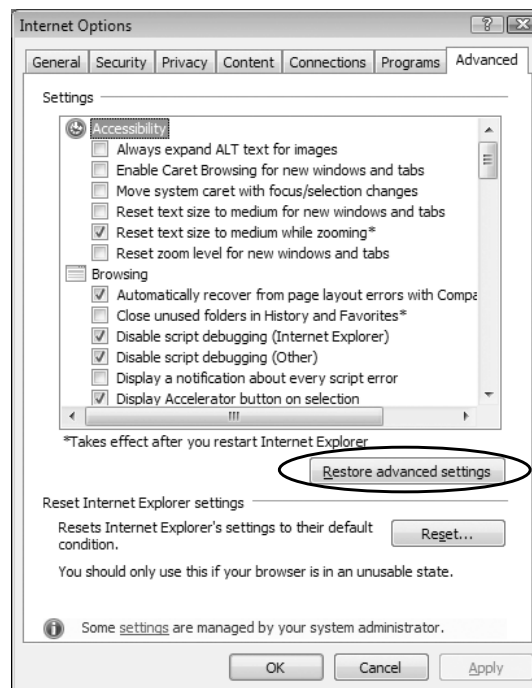 Internet Options
General Security Privacy Content Connections Programs Advanced
Settings
Accessibility
Always expand ALT text for images
Enable Caret Browsing for new windows and tabs
Move system caret with focus/selection changes
Reset text size to medium for new windows and tabs
Reset text size to medium while zooming*
Reset zoom level for new windows and tabs
Browsing
Automatically recover from page layout errors with Compa
Close unused folders in History and Favorites*
Disable script debugging (Internet Explorer)
Disable script debugging (Other)
Display a notification about every script error
Display Accelerator button on selection
*Takes effect after you restart Internet Explorer
Restore advanced settings
Reset Internet Explorer settings
Resets Internet Explorer's settings to their default
condition.
Reset...
You should only use this if your browser is in an unusable state.
Some settings are managed by your system administrator.
OK Cancel Apply